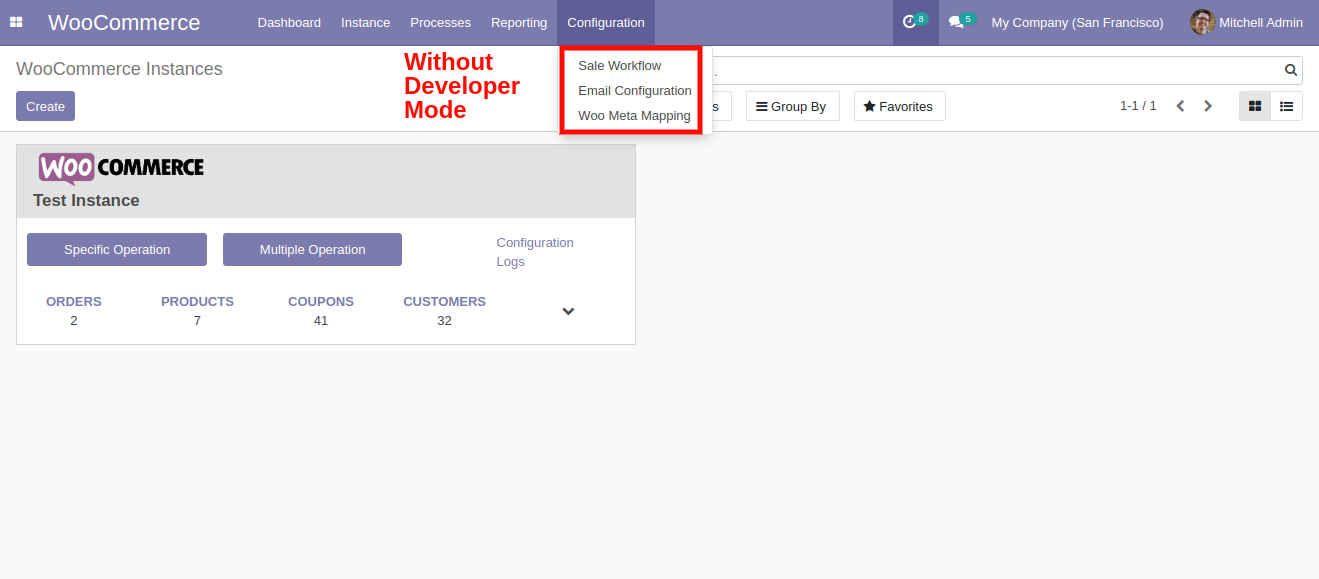 WooCommerce
Dashboard
Instance
Processes
Reporting
Configuration
8
5
My Company (San Francisco)
Mitchell Admin
WooCommerce Instances
Without
Developer
Mode
Sale Workflow
Email Configuration
Woo Meta Mapping
.
Create
s
Group By
Favorites
1-1 / 1
WOO COMMERCE
Test Instance
Specific Operation
Multiple Operation
Configuration
Logs
ORDERS
PRODUCTS
COUPONS
CUSTOMERS
2
7
41
32